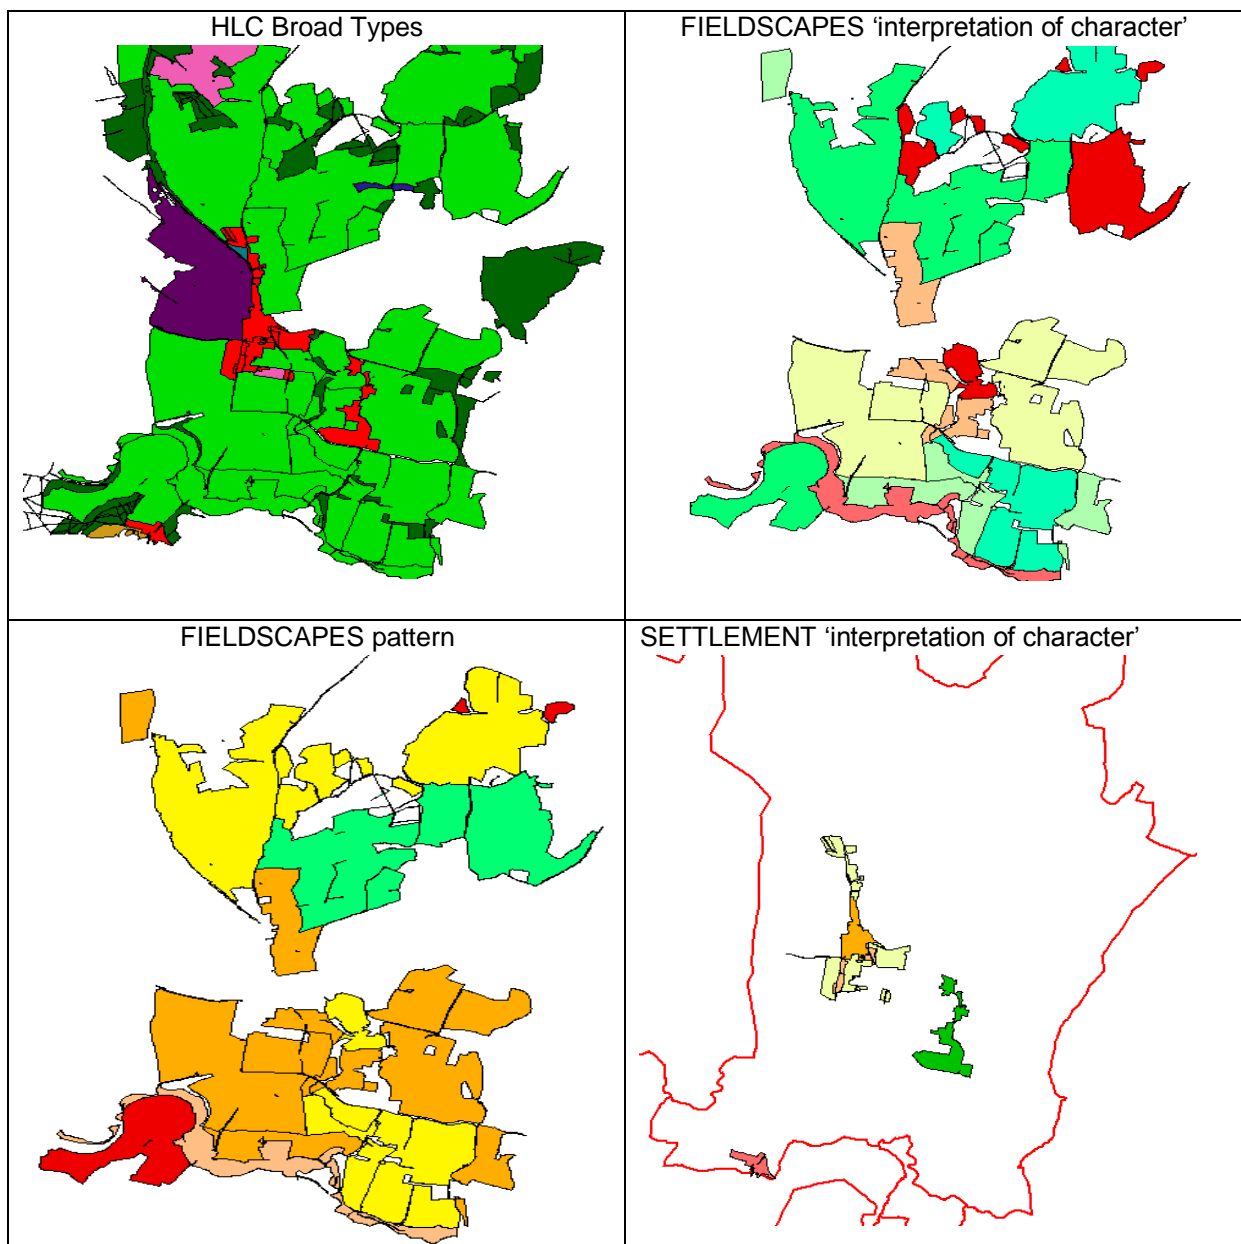 HLC Broad Types
FIELDSCAPES ‘interpretation of character’
FIELDSCAPES pattern
SETTLEMENT ‘interpretation of character’